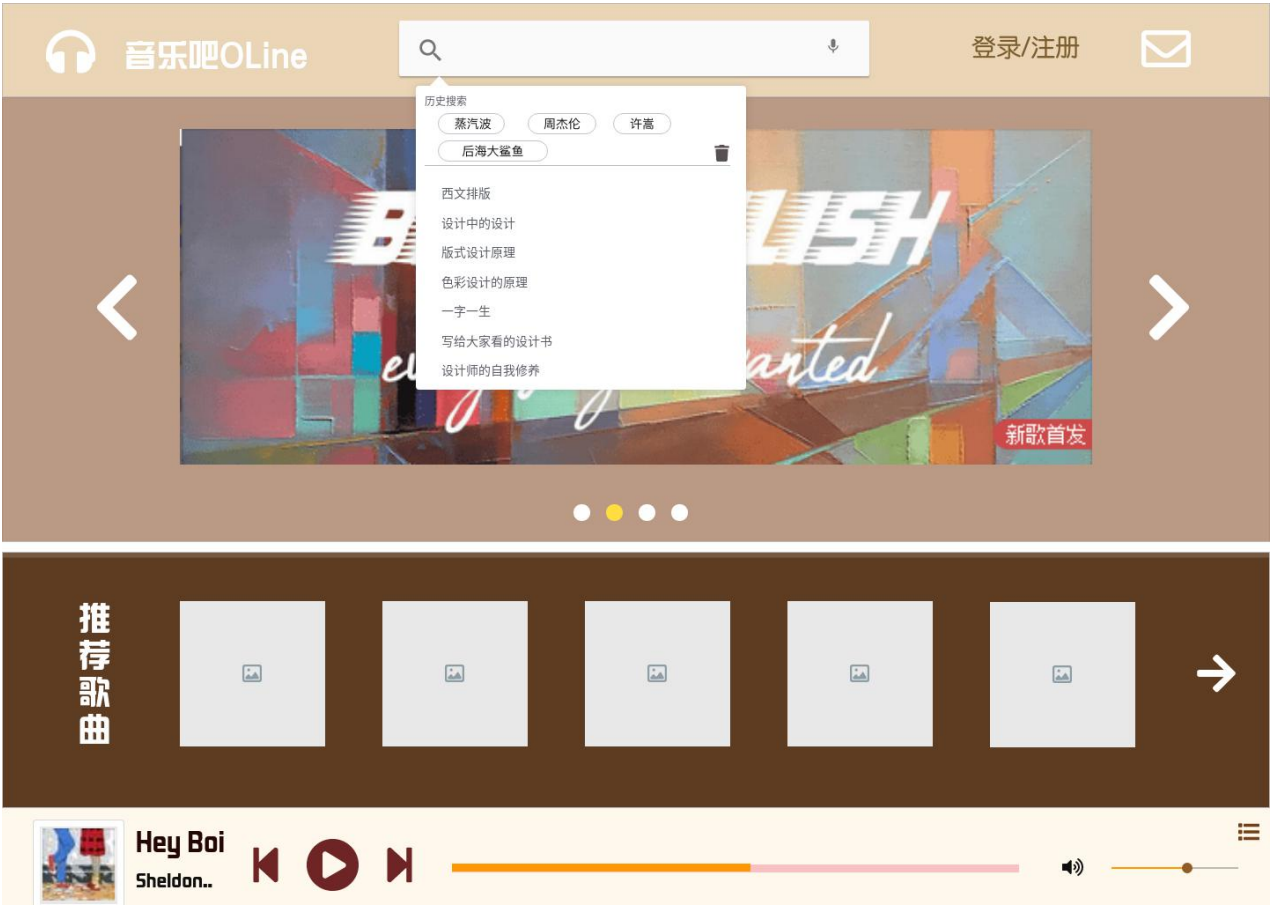 音乐吧OLine
登录/注册
历史搜索
蒸汽波 周杰伦 许嵩
后海大鲨鱼
西文排版
设计中的设计
版式设计原理
色彩设计的原理
一字一生
写给大家看的设计书
设计师的自我修养
LISH
anted
新歌首发
推荐歌曲
Hey Boi
Sheldon..